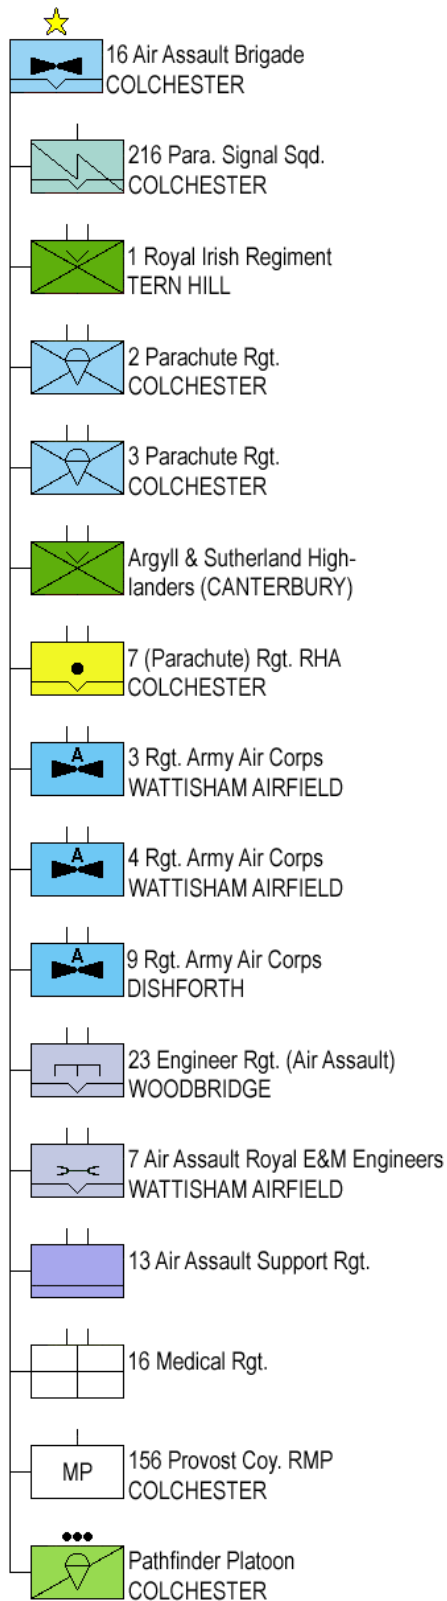 16 Air Assault Brigade
COLCHESTER
216 Para. Signal Sqd.
COLCHESTER
1 Royal Irish Regiment
TERN HILL
2 Parachute Rgt.
COLCHESTER
3 Parachute Rgt.
COLCHESTER
Argyll & Sutherland High-
landers (CANTERBURY)
7 (Parachute) Rgt. RHA
COLCHESTER
A
3 Rgt. Army Air Corps
WATTISHAM AIRFIELD
A
4 Rgt. Army Air Corps
WATTISHAM AIRFIELD
A
9 Rgt. Army Air Corps
DISHFORTH
23 Engineer Rgt. (Air Assault)
WOODBRIDGE
7 Air Assault Royal E&M Engineers
WATTISHAM AIRFIELD
13 Air Assault Support Rgt.
16 Medical Rgt.
MP
156 Provost Coy. RMP
COLCHESTER
Pathfinder Platoon
COLCHESTER